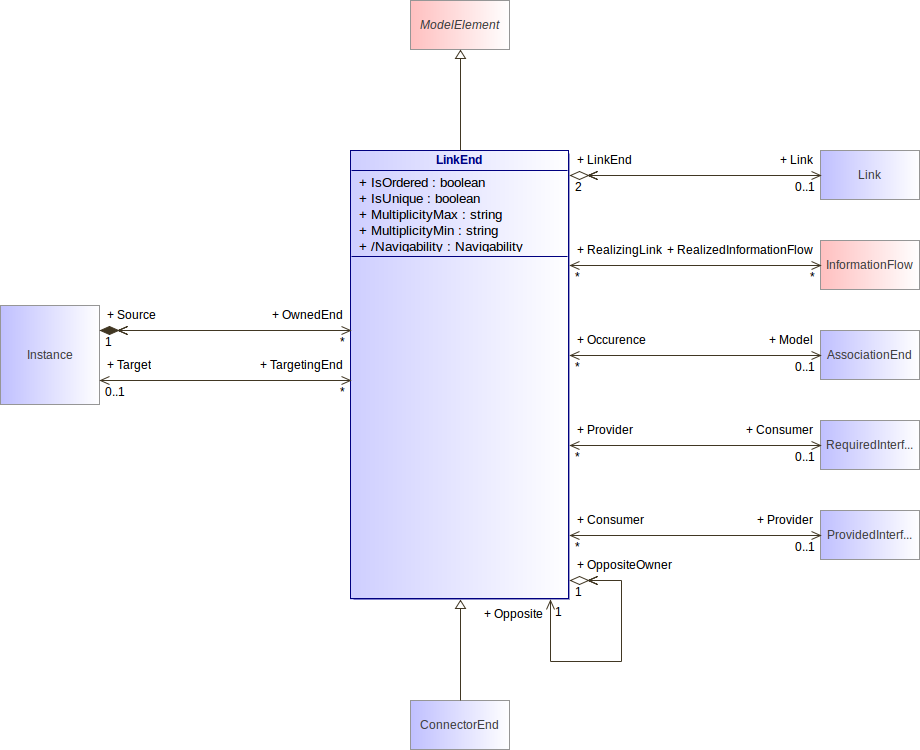 ModelElement
LinkEnd
+ IsOrdered : boolean
+ IsUnique : boolean
+ MultiplicityMax : string
+ MultiplicityMin : string
+ /Navigability : Navigability
+ LinkEnd
+ Link
2
0..1
Link
+ RealizingLink
+ RealizedInformationFlow
*
*
InformationFlow
+ Source
+ OwnedEnd
1
*
Instance
+ Target
+ TargetingEnd
0..1
*
+ Occurence
+ Model
*
0..1
AssociationEnd
+ Provider
+ Consumer
*
0..1
RequiredInterf...
+ Consumer
+ Provider
*
0..1
ProvidedInterf...
+ OppositeOwner
1
+ Opposite
1
ConnectorEnd